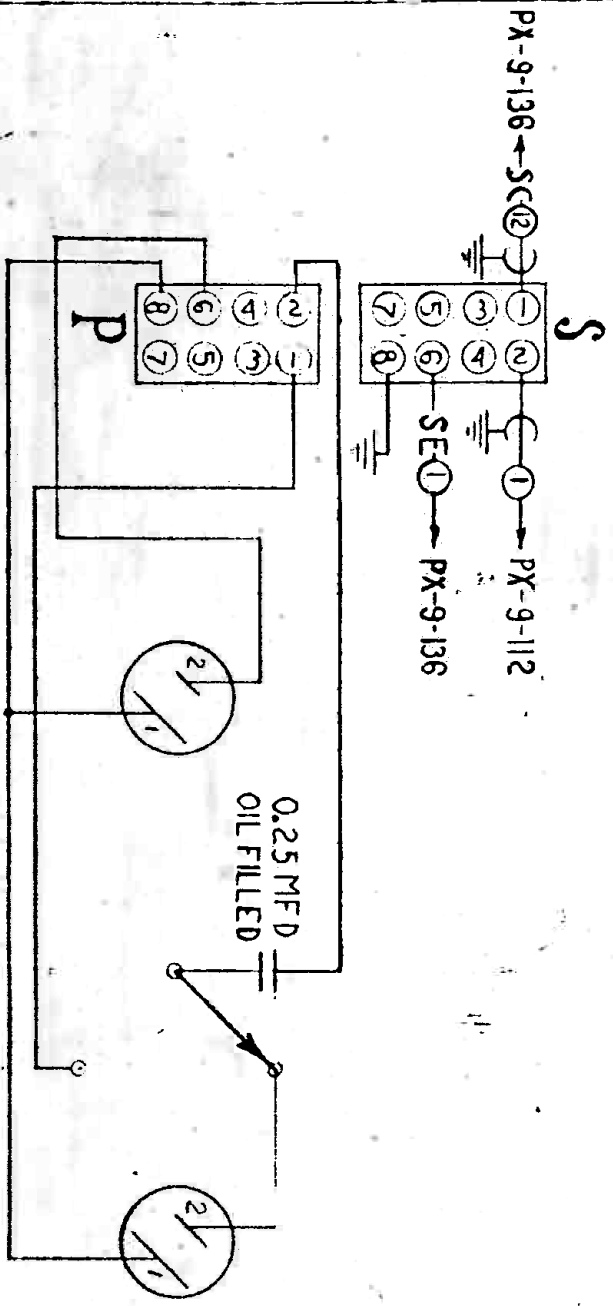 S
PX-9-136 SC 12
1 2
3 4
5 6
7 8
1 PX-9-112
SE 1 PX-9-136
P
2 1
4 3
6 5
8 7
2
1
0.25 MFD
OIL FILLED
2
1